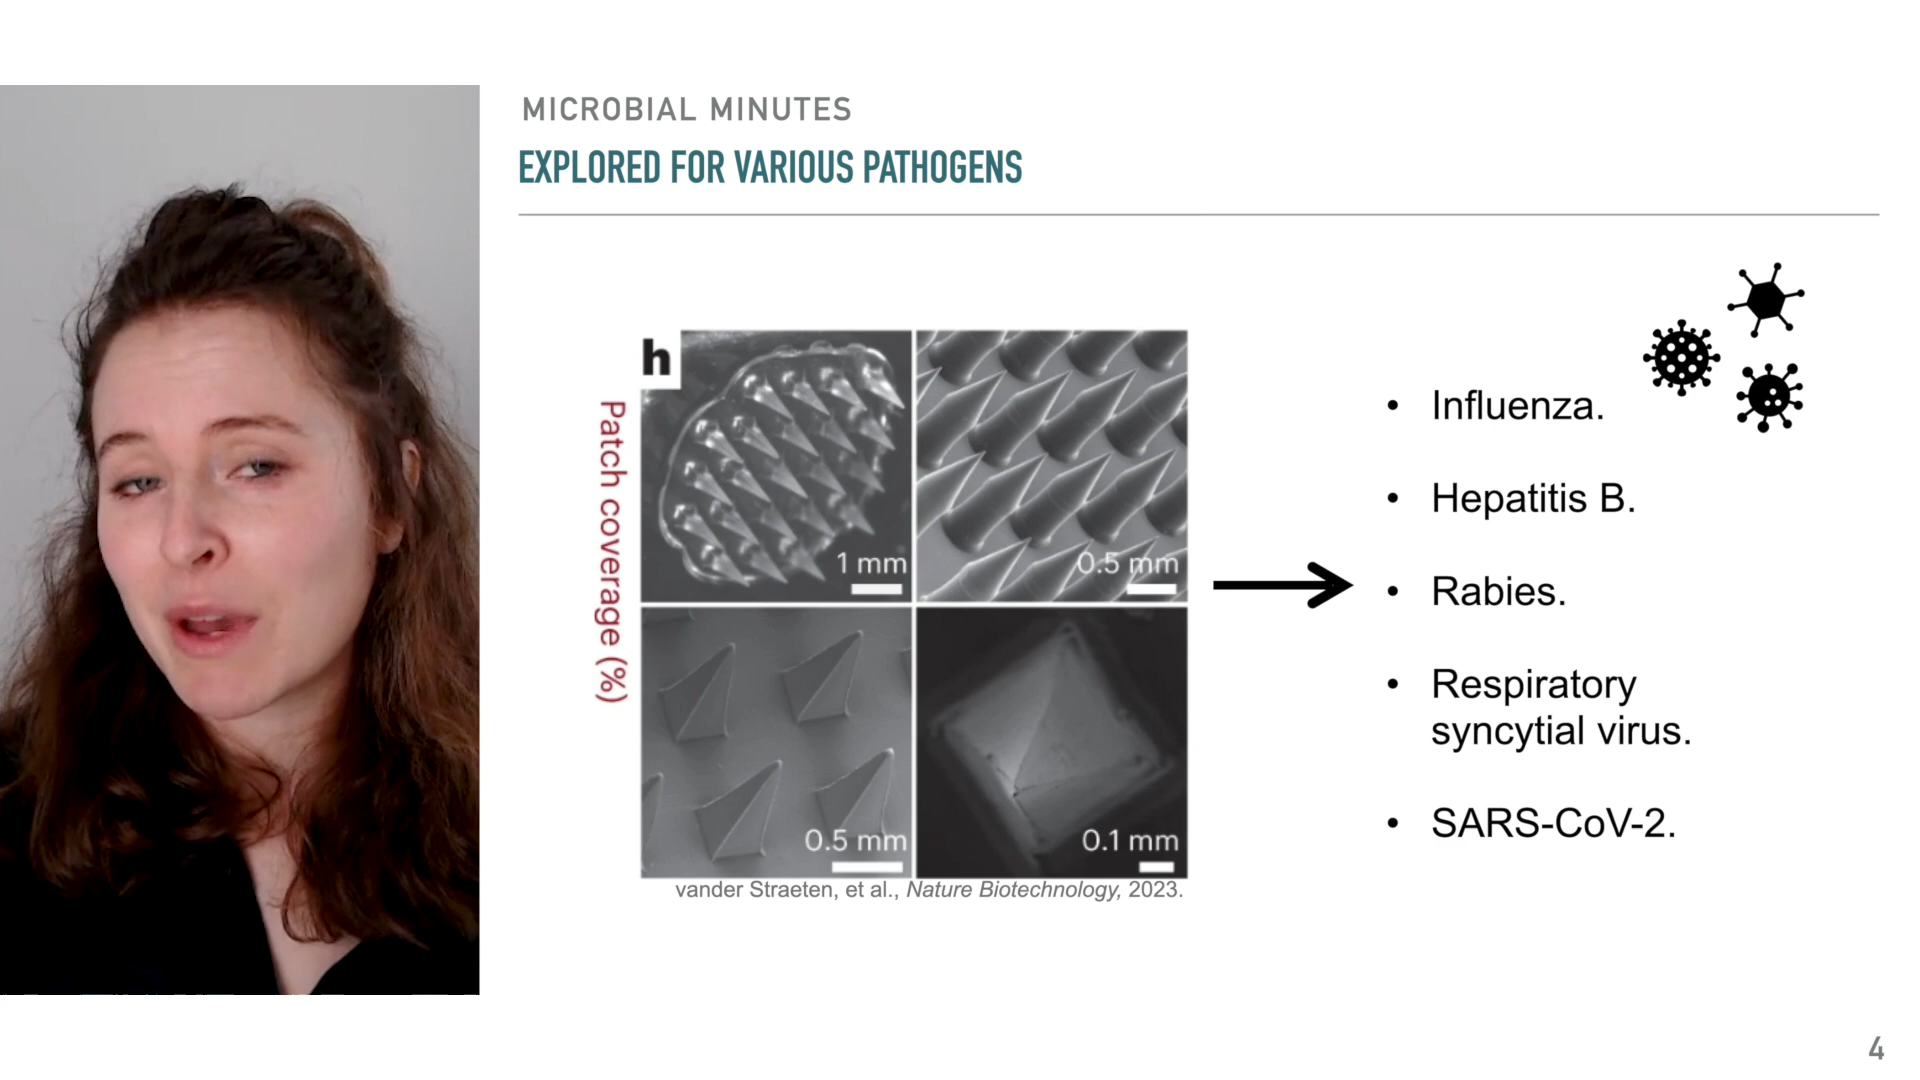 MICROBIAL MINUTES
EXPLORED FOR VARIOUS PATHOGENS
h
Patch coverage (%)
1 mm
0.5 mm
0.5 mm
0.1 mm
vander Straeten, et al., Nature Biotechnology, 2023.
• Influenza.
• Hepatitis B.
• Rabies.
• Respiratory
syncytial virus.
• SARS-CoV-2.
4